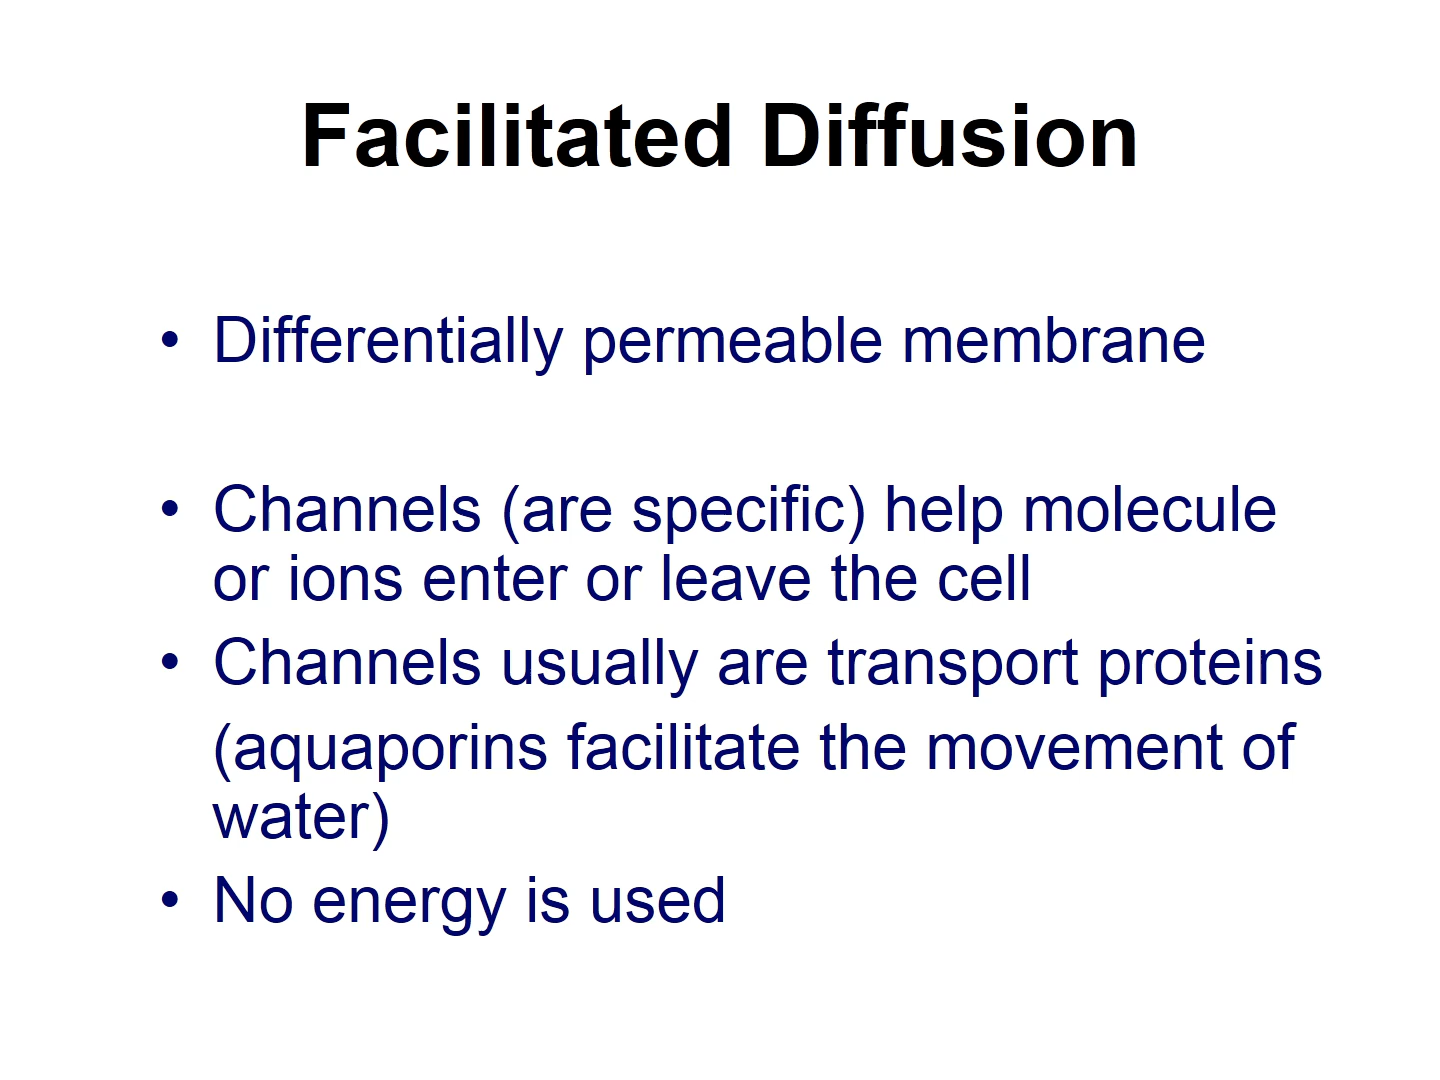 Facilitated Diffusion
• Differentially permeable membrane
• Channels (are specific) help molecule
or ions enter or leave the cell
• Channels usually are transport proteins
(aquaporins facilitate the movement of
water)
• No energy is used